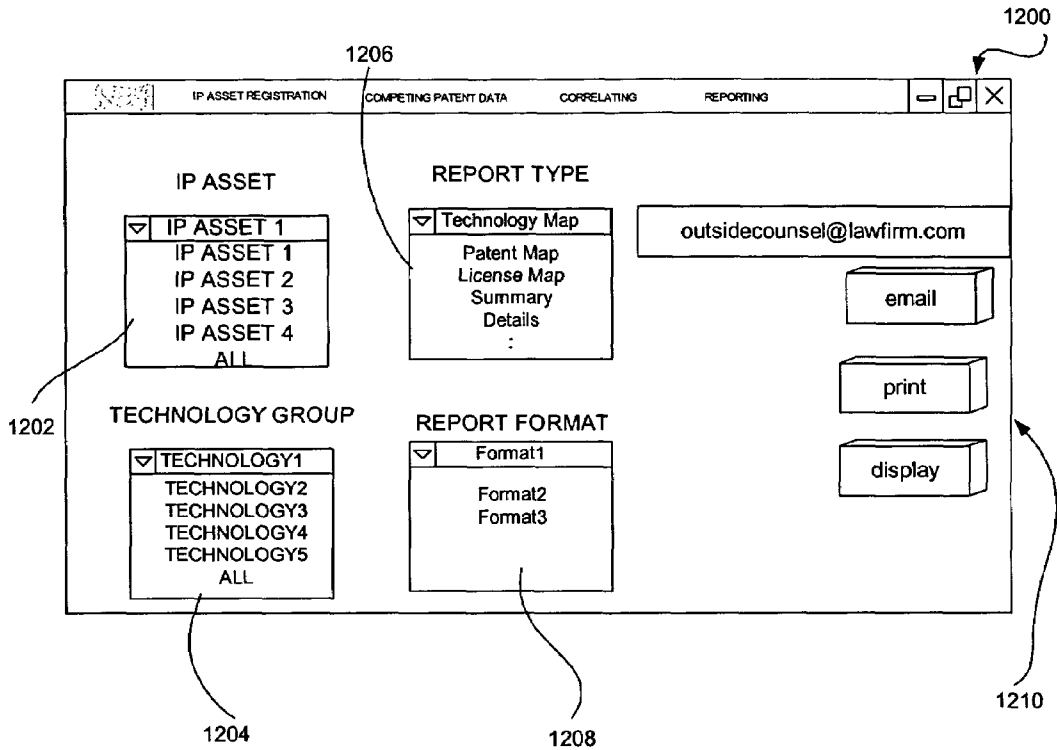 1200
1206
IP ASSET REGISTRATION COMPETING PATENT DATA CORRELATING REPORTING
IP ASSET
IP ASSET 1
IP ASSET 1
IP ASSET 2
IP ASSET 3
IP ASSET 4
ALL
REPORT TYPE
Technology Map
Patent Map
License Map
Summary
Details
:
outsidecounsel@lawfirm.com
email
print
display
1202
TECHNOLOGY GROUP
TECHNOLOGY1
TECHNOLOGY2
TECHNOLOGY3
TECHNOLOGY4
TECHNOLOGY5
ALL
REPORT FORMAT
Format1
Format2
Format3
1204
1208
1210